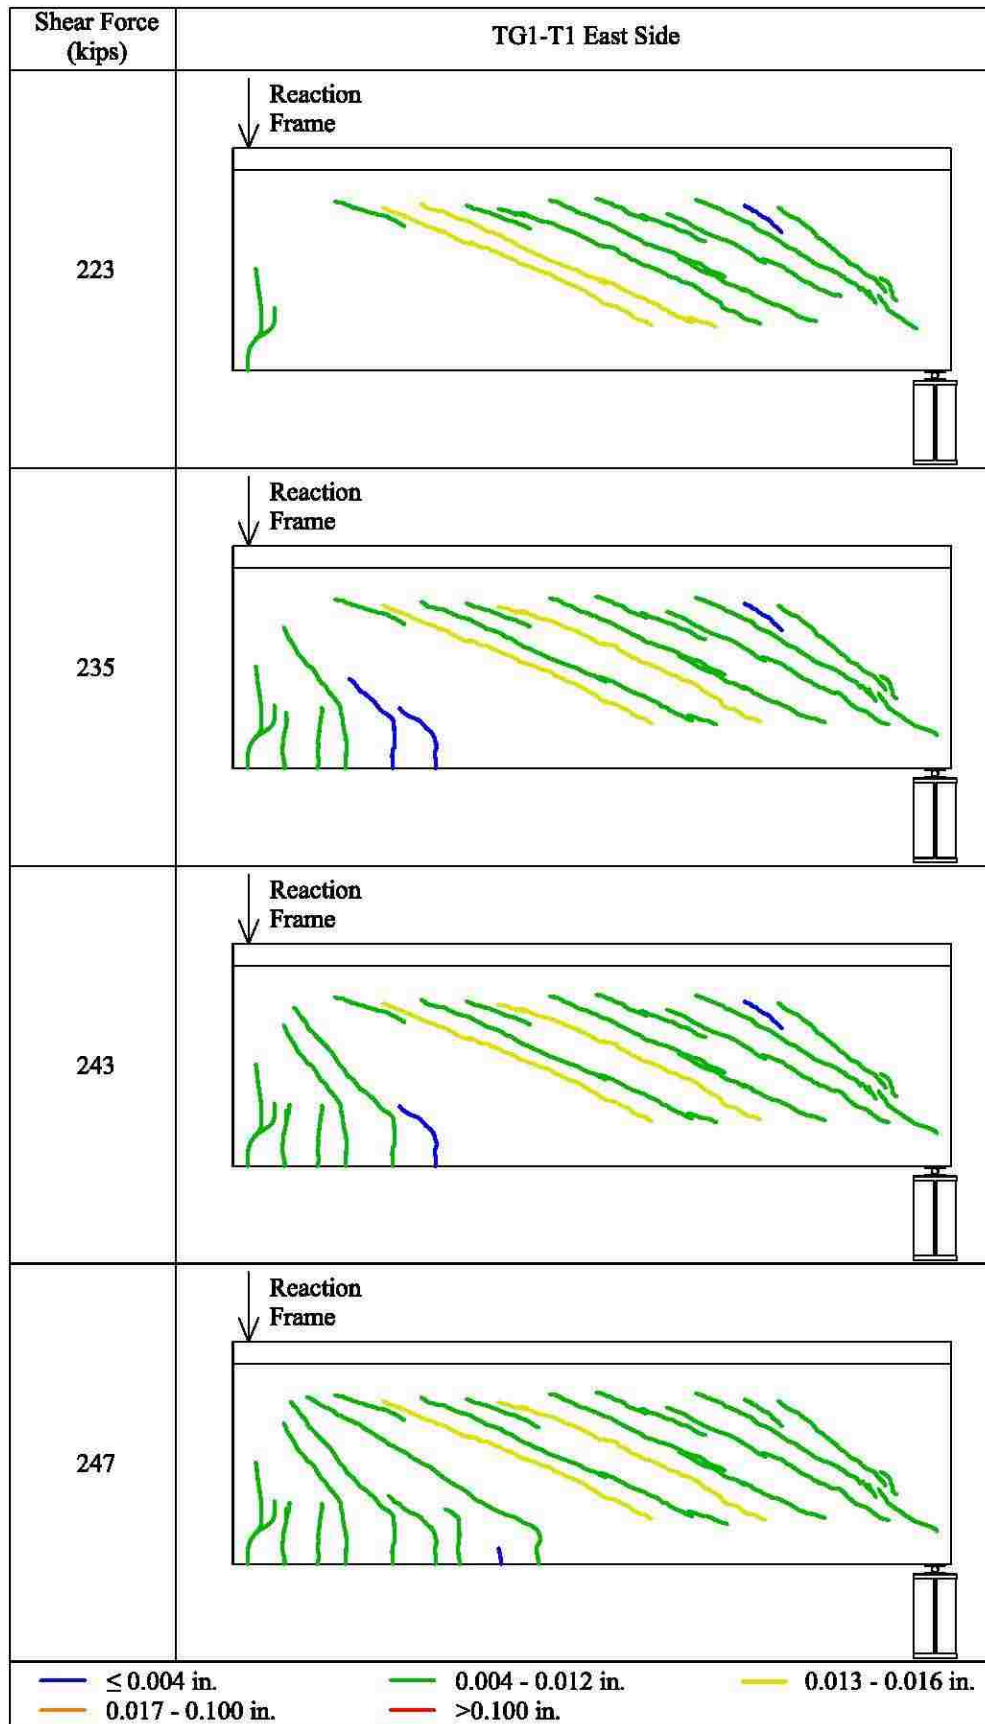 Shear Force
(kips)
TG1-T1 East Side
Reaction
Frame
223
Reaction
Frame
235
Reaction
Frame
243
Reaction
Frame
247
≤ 0.004 in.
0.004 - 0.012 in.
0.013 - 0.016 in.
0.017 - 0.100 in.
>0.100 in.